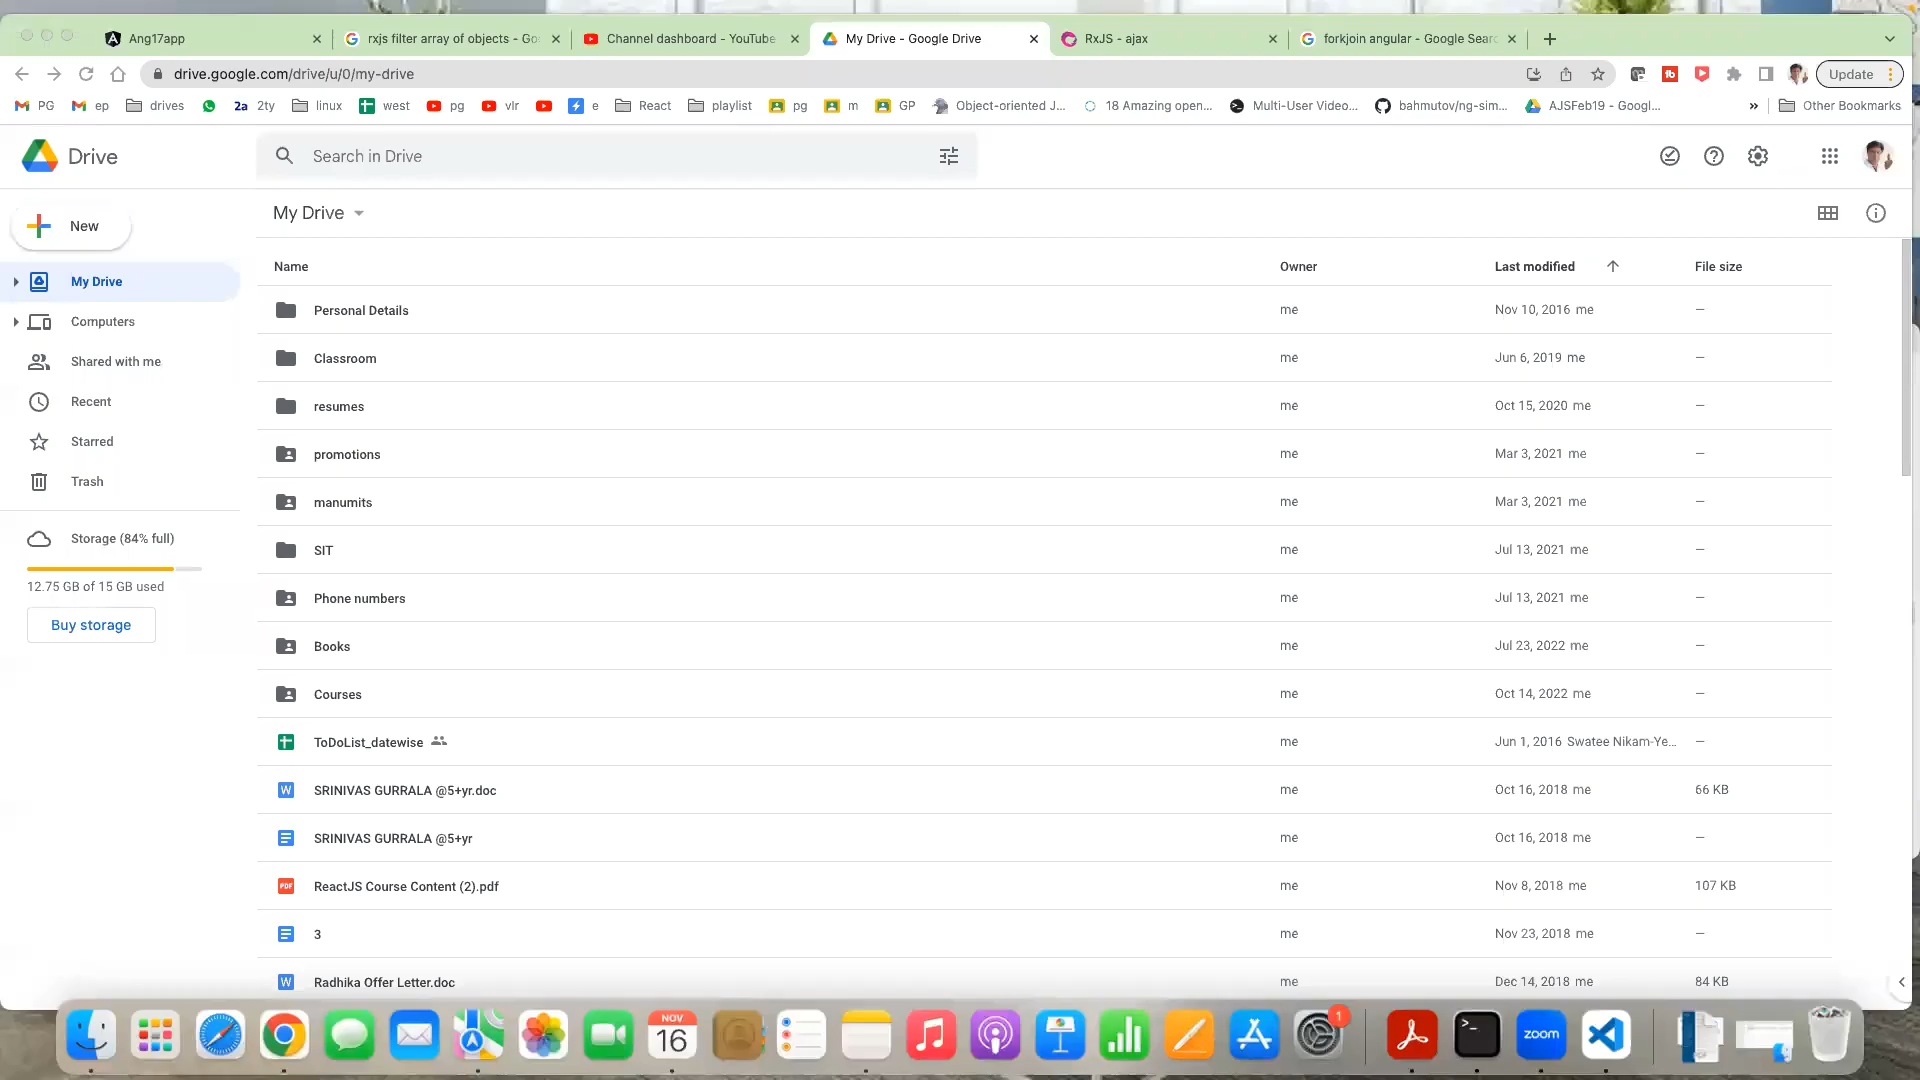 Ang17app
rxjs filter array of objects - Go
Channel dashboard - YouTube
My Drive - Google Drive
RxJS - ajax
forkjoin angular - Google Searc
drive.google.com/drive/u/0/my-drive
Update
PG
ep
drives
2a 2ty
linux
west
pg
vlr
e
React
playlist
pg
m
GP
Object-oriented J...
18 Amazing open...
Multi-User Video...
bahmutov/ng-sim...
AJSFeb19 - Googl...
»
Other Bookmarks
Drive
Search in Drive
My Drive
New
Name Owner Last modified File size
My Drive
Computers
Shared with me
Recent
Starred
Trash
Storage (84% full)
12.75 GB of 15 GB used
Buy storage
Personal Details me Nov 10, 2016 me –
Classroom me Jun 6, 2019 me –
resumes me Oct 15, 2020 me –
promotions me Mar 3, 2021 me –
manumits me Mar 3, 2021 me –
SIT me Jul 13, 2021 me –
Phone numbers me Jul 13, 2021 me –
Books me Jul 23, 2022 me –
Courses me Oct 14, 2022 me –
ToDoList_datewise me Jun 1, 2016 Swatee Nikam-Ye... –
W SRINIVAS GURRALA @5+yr.doc me Oct 16, 2018 me 66 KB
SRINIVAS GURRALA @5+yr me Oct 16, 2018 me –
PDF ReactJS Course Content (2).pdf me Nov 8, 2018 me 107 KB
3 me Nov 23, 2018 me –
W Radhika Offer Letter.doc me Dec 14, 2018 me 84 KB
NOV
16
1
zoom